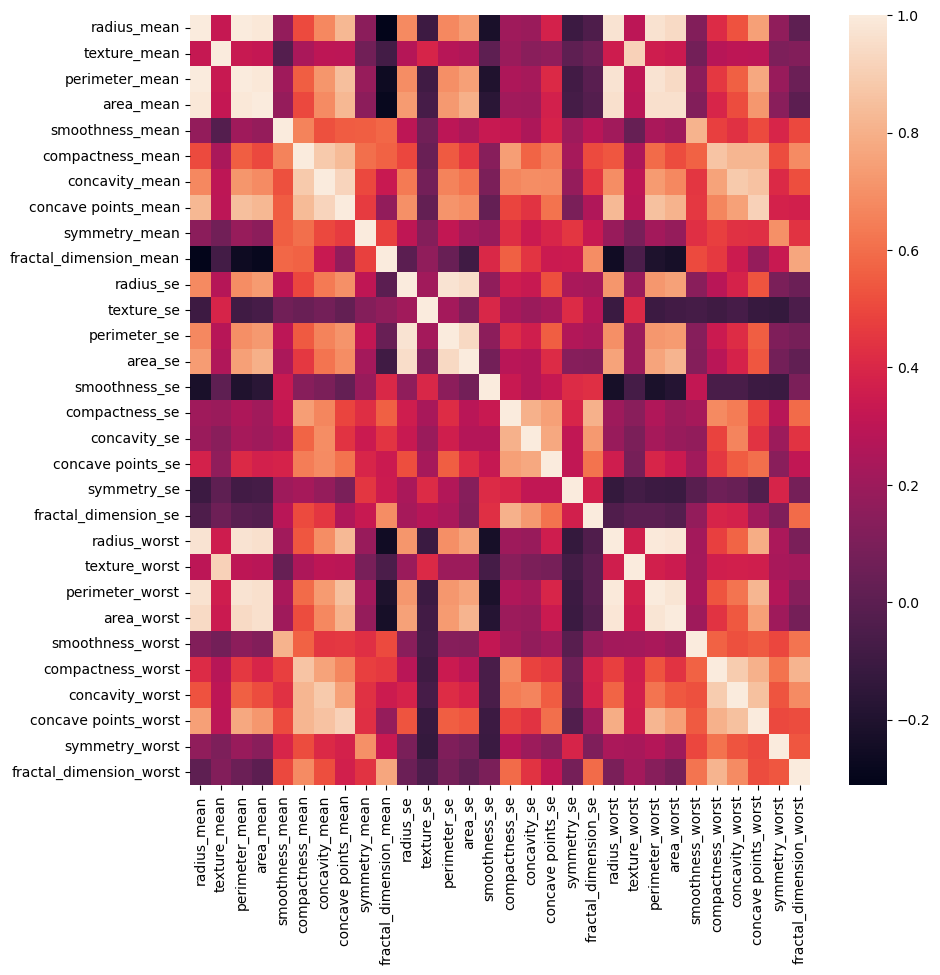 radius_mean
texture_mean
perimeter_mean
area_mean
smoothness_mean
compactness_mean
concavity_mean
concave points_mean
symmetry_mean
fractal_dimension_mean
radius_se
texture_se
perimeter_se
area_se
smoothness_se
compactness_se
concavity_se
concave points_se
symmetry_se
fractal_dimension_se
radius_worst
texture_worst
perimeter_worst
area_worst
smoothness_worst
compactness_worst
concavity_worst
concave points_worst
symmetry_worst
fractal_dimension_worst
radius_mean
texture_mean
perimeter_mean
area_mean
smoothness_mean
compactness_mean
concavity_mean
concave points_mean
symmetry_mean
fractal_dimension_mean
radius_se
texture_se
perimeter_se
area_se
smoothness_se
compactness_se
concavity_se
concave points_se
symmetry_se
fractal_dimension_se
radius_worst
texture_worst
perimeter_worst
area_worst
smoothness_worst
compactness_worst
concavity_worst
concave points_worst
symmetry_worst
fractal_dimension_worst
1.0
0.8
0.6
0.4
0.2
0.0
−0.2